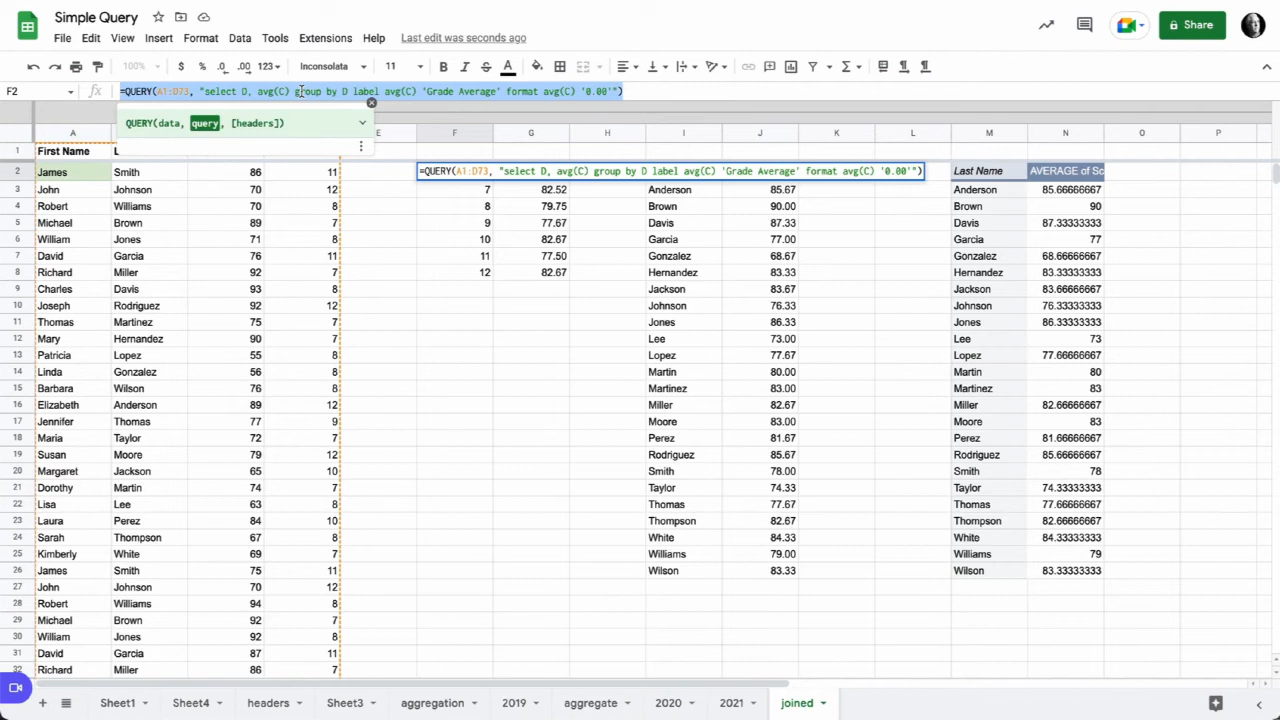 Simple Query
File Edit View Insert Format Data Tools Extensions Help Last edit was seconds ago
Share
100% $ % .0 .00 123 Inconsolata 11 B I S A
F2 fx =QUERY(A1:D73, "select D, avg(C) group by D label avg(C) 'Grade Average' format avg(C) '0.00'")
QUERY(data, query, [headers])
A B E F G H I J K L M N O P
1 First Name
2 James Smith 86 11 =QUERY(A1:D73, "select D, avg(C) group by D label avg(C) 'Grade Average' format avg(C) '0.00'") Last Name AVERAGE of Sc
3 John Johnson 70 12 7 82.52 Anderson 85.67 Anderson 85.66666667
4 Robert Williams 70 8 8 79.75 Brown 90.00 Brown 90
5 Michael Brown 89 7 9 77.67 Davis 87.33 Davis 87.33333333
6 William Jones 71 8 10 82.67 Garcia 77.00 Garcia 77
7 David Garcia 76 11 11 77.50 Gonzalez 68.67 Gonzalez 68.66666667
8 Richard Miller 92 7 12 82.67 Hernandez 83.33 Hernandez 83.33333333
9 Charles Davis 93 8 Jackson 83.67 Jackson 83.66666667
10 Joseph Rodriguez 92 12 Johnson 76.33 Johnson 76.33333333
11 Thomas Martinez 75 7 Jones 86.33 Jones 86.33333333
12 Mary Hernandez 90 7 Lee 73.00 Lee 73
13 Patricia Lopez 55 8 Lopez 77.67 Lopez 77.66666667
14 Linda Gonzalez 56 8 Martin 80.00 Martin 80
15 Barbara Wilson 76 8 Martinez 83.00 Martinez 83
16 Elizabeth Anderson 89 12 Miller 82.67 Miller 82.66666667
17 Jennifer Thomas 77 9 Moore 83.00 Moore 83
18 Maria Taylor 72 7 Perez 81.67 Perez 81.66666667
19 Susan Moore 79 12 Rodriguez 85.67 Rodriguez 85.66666667
20 Margaret Jackson 65 10 Smith 78.00 Smith 78
21 Dorothy Martin 74 7 Taylor 74.33 Taylor 74.33333333
22 Lisa Lee 63 8 Thomas 77.67 Thomas 77.66666667
23 Laura Perez 84 10 Thompson 82.67 Thompson 82.66666667
24 Sarah Thompson 67 8 White 84.33 White 84.33333333
25 Kimberly White 69 7 Williams 79.00 Williams 79
26 James Smith 75 11 Wilson 83.33 Wilson 83.33333333
27 John Johnson 70 12
28 Robert Williams 94 8
29 Michael Brown 92 7
30 William Jones 92 8
31 David Garcia 87 11
32 Richard Miller 86 7
Sheet1 Sheet4 headers Sheet3 aggregation 2019 aggregate 2020 2021 joined